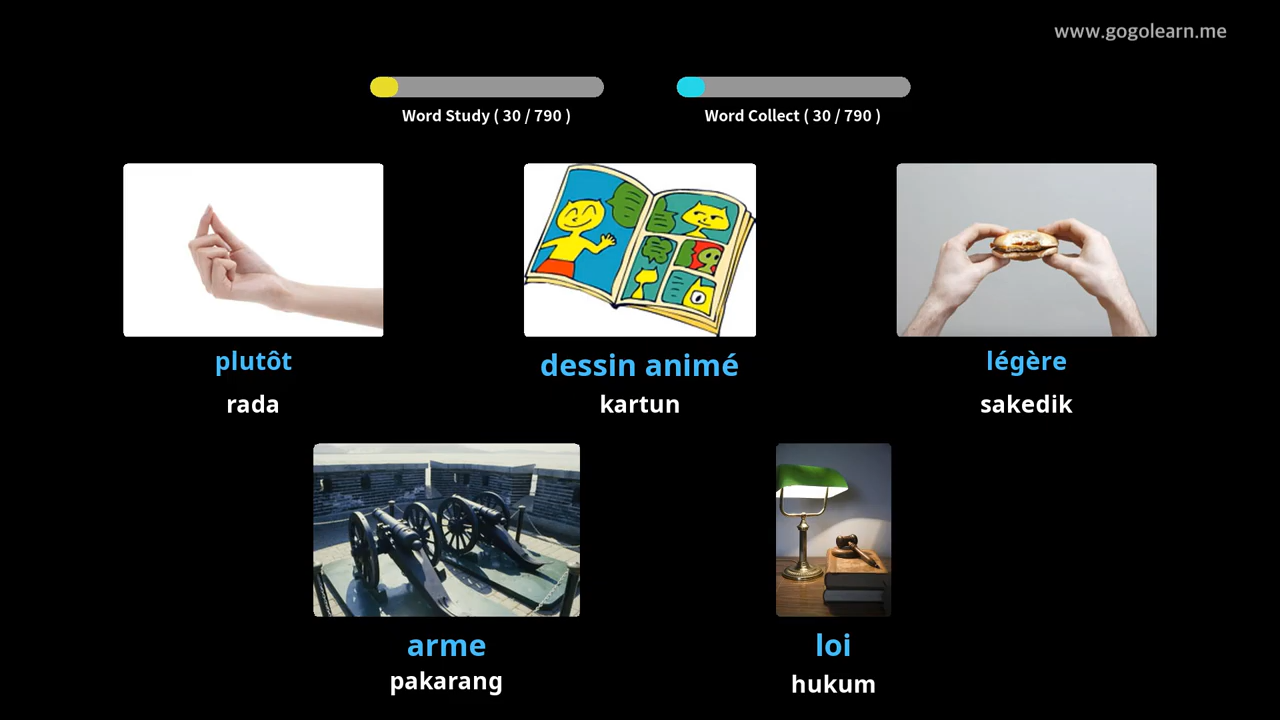 www.gogolearn.me
Word Study ( 30 / 790 )
Word Collect ( 30 / 790 )
plutôt
rada
dessin animé
kartun
légère
sakedik
arme
pakarang
loi
hukum